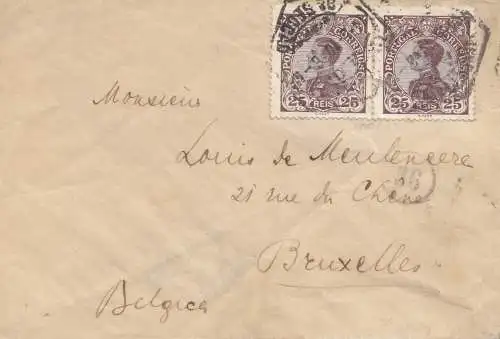 PORTUGAL CORREIOS
25 REIS 25
PORTUGAL CORREIOS
25 REIS 25
Monsieur
Louis de Meuleneere
21 rue du Chêne
Bruxelles
Belgica